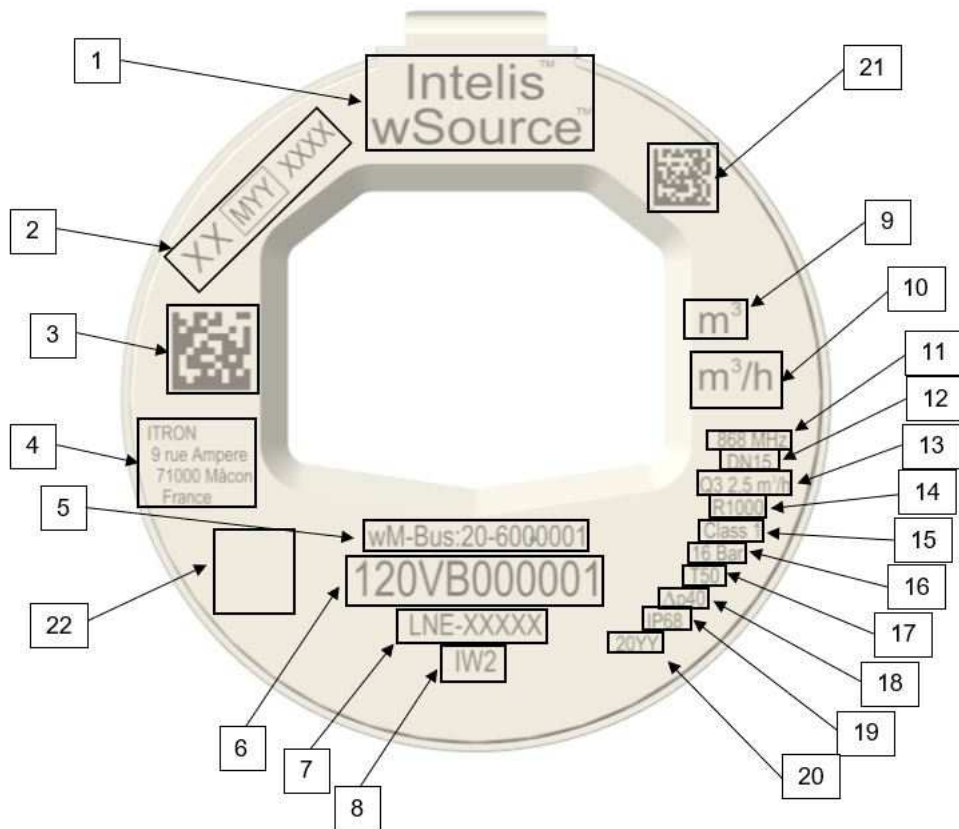 1
Intelis™
wSource™
21
2
XX MYY XXXX
9
m³
3
10
m³/h
11
868 MHz
12
DN15
4
ITRON
9 rue Ampere
71000 Mâcon
France
13
Q3 2.5 m³/h
14
R1000
5
wM-Bus:20-6000001
15
Class 1
16
16 Bar
6
120VB000001
17
T50
22
18
Δp40
7
LNE-XXXXX
19
IP68
8
IW2
20
20YY